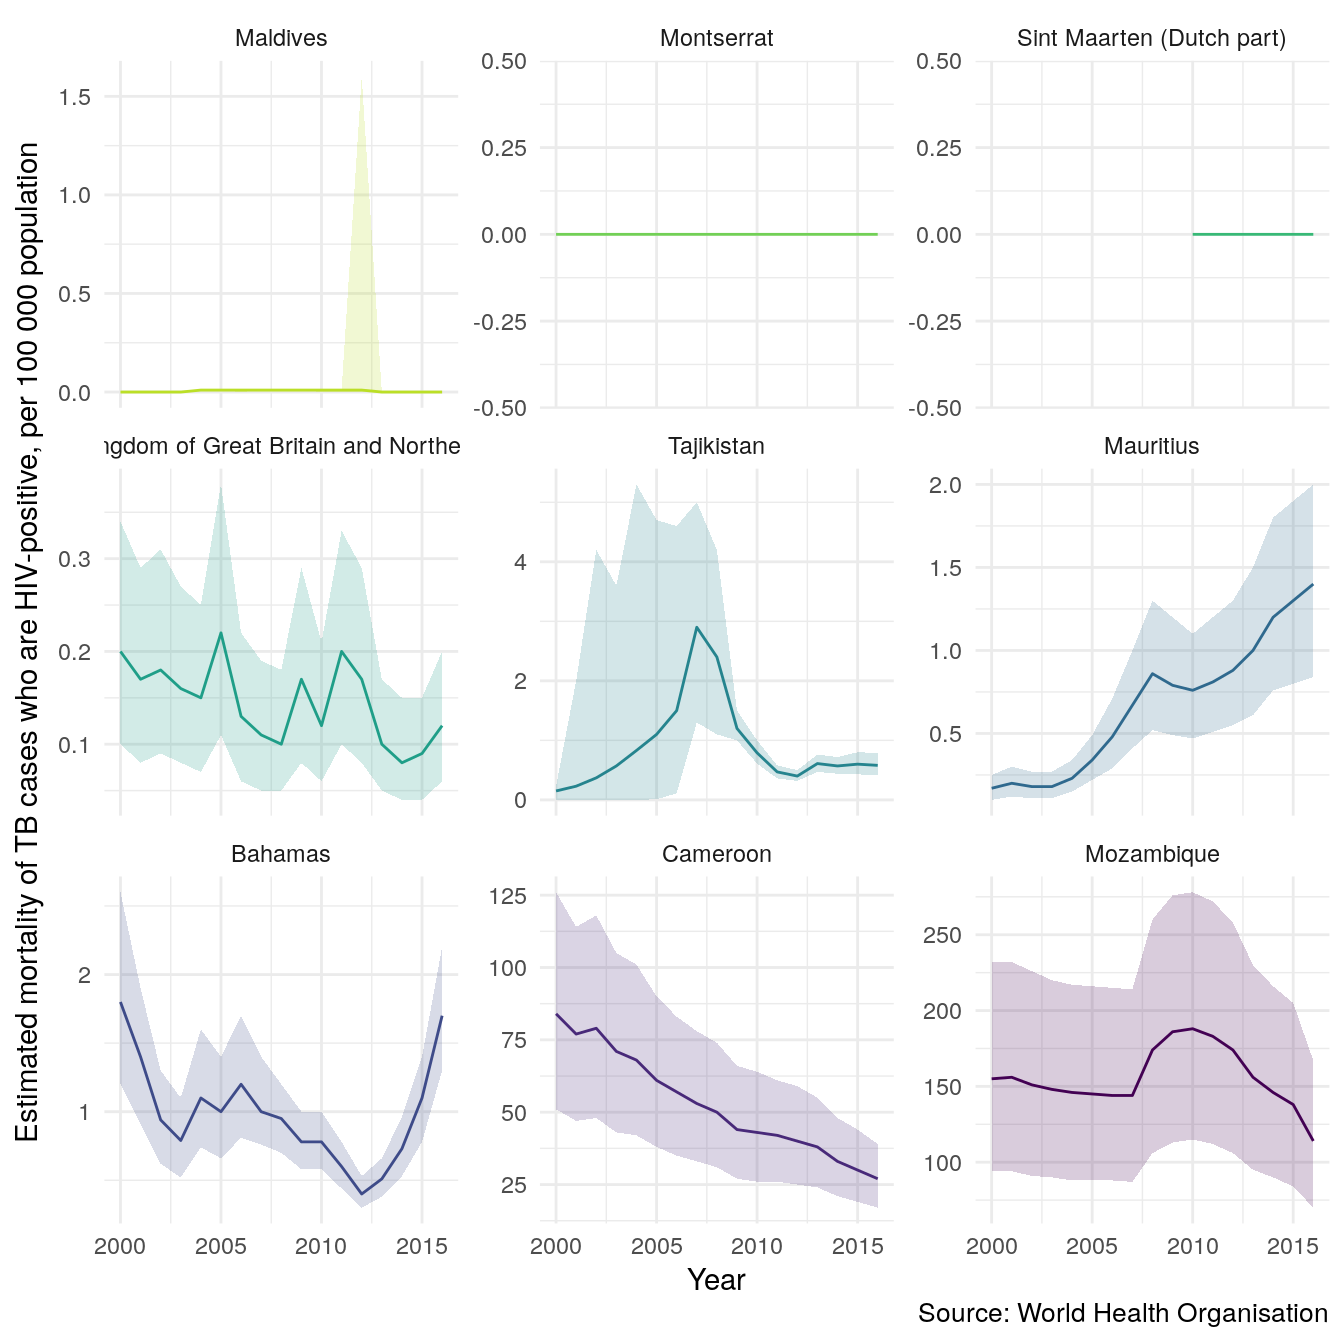 Maldives
Montserrat
Sint Maarten (Dutch part)
1.5
1.0
0.5
0.0
0.50
0.25
0.00
-0.25
-0.50
0.50
0.25
0.00
-0.25
-0.50
ngdom of Great Britain and Northe
Tajikistan
Mauritius
0.3
0.2
0.1
4
2
0
2.0
1.5
1.0
0.5
Bahamas
Cameroon
Mozambique
2
1
125
100
75
50
25
250
200
150
100
2000 2005 2010 2015
2000 2005 2010 2015
2000 2005 2010 2015
Estimated mortality of TB cases who are HIV-positive, per 100 000 population
Year
Source: World Health Organisation